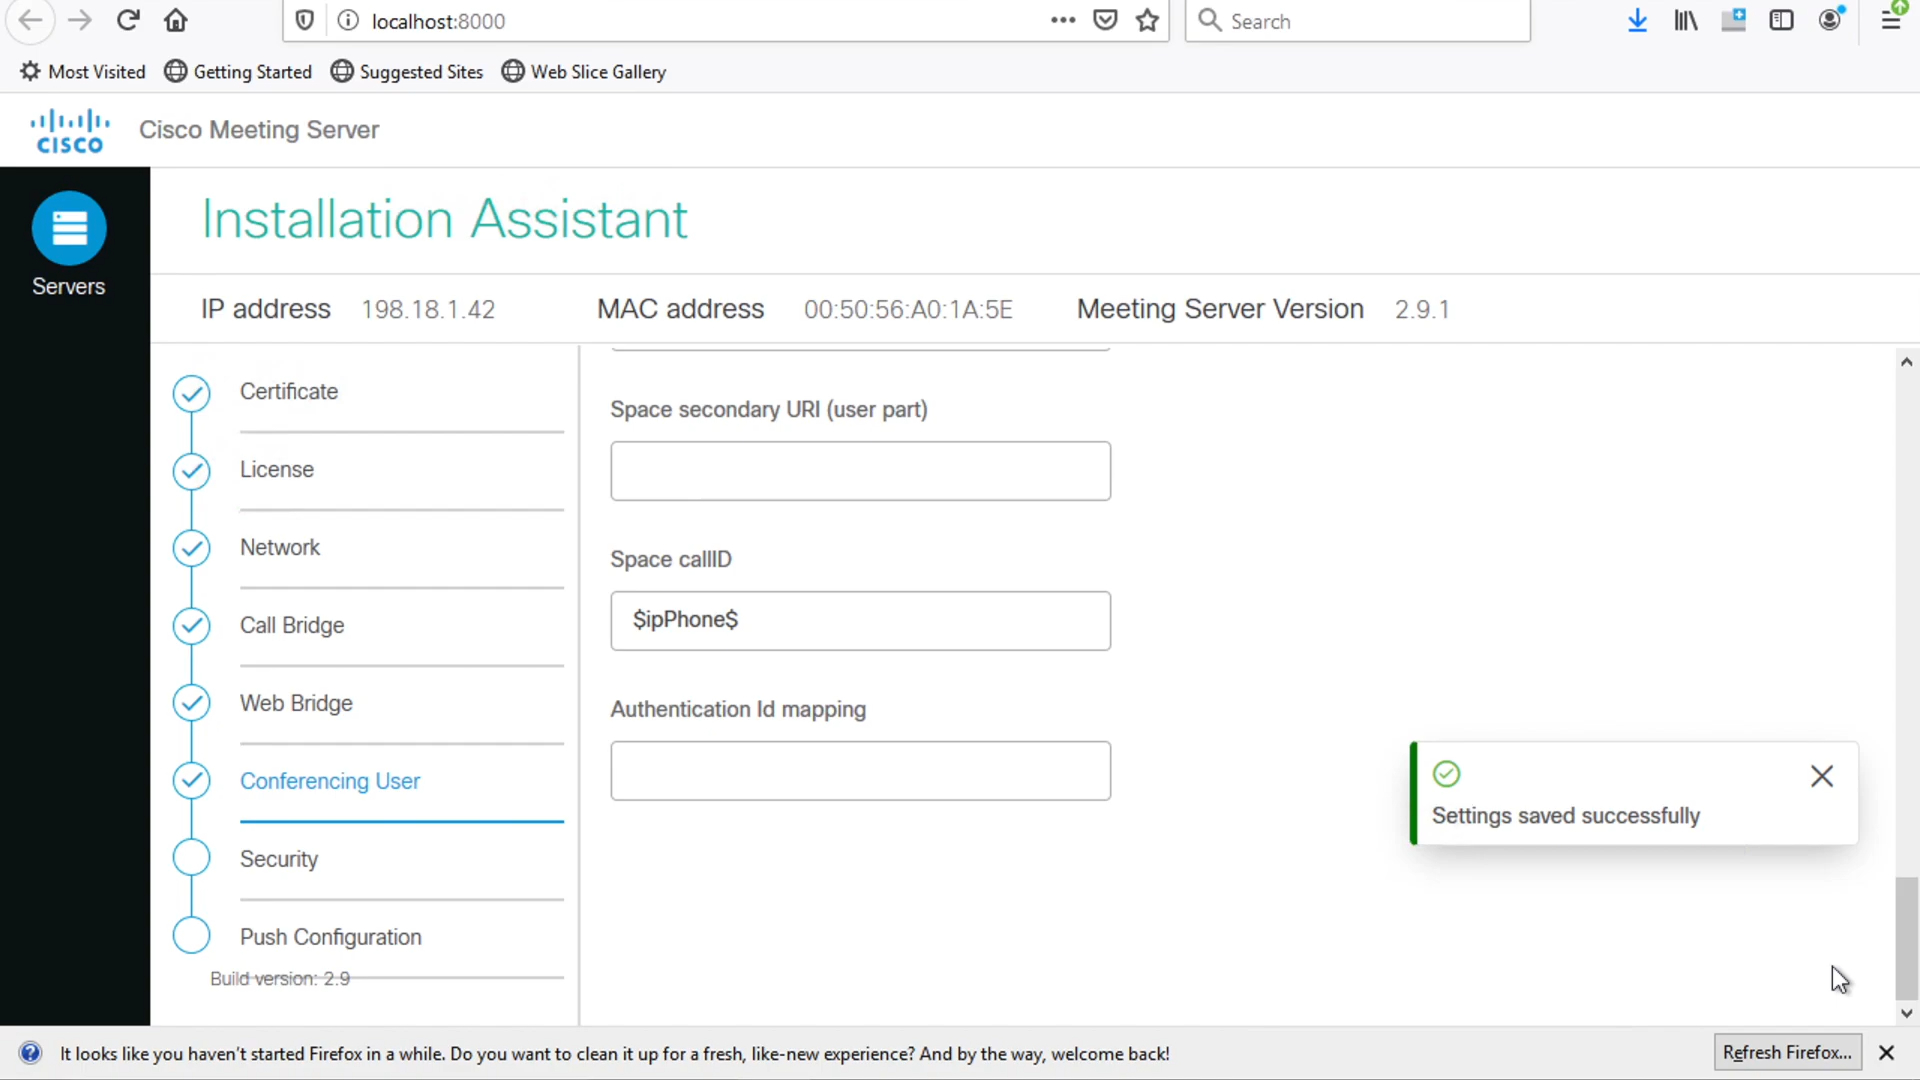 localhost:8000
Search
Most Visited
Getting Started
Suggested Sites
Web Slice Gallery
CISCO
Cisco Meeting Server
Servers
Installation Assistant
IP address 198.18.1.42 MAC address 00:50:56:A0:1A:5E Meeting Server Version 2.9.1
Certificate
License
Network
Call Bridge
Web Bridge
Conferencing User
Security
Push Configuration
Build version: 2.9
Space secondary URI (user part)
Space callID
$ipPhone$
Authentication Id mapping
Settings saved successfully
It looks like you haven't started Firefox in a while. Do you want to clean it up for a fresh, like-new experience? And by the way, welcome back!
Refresh Firefox...